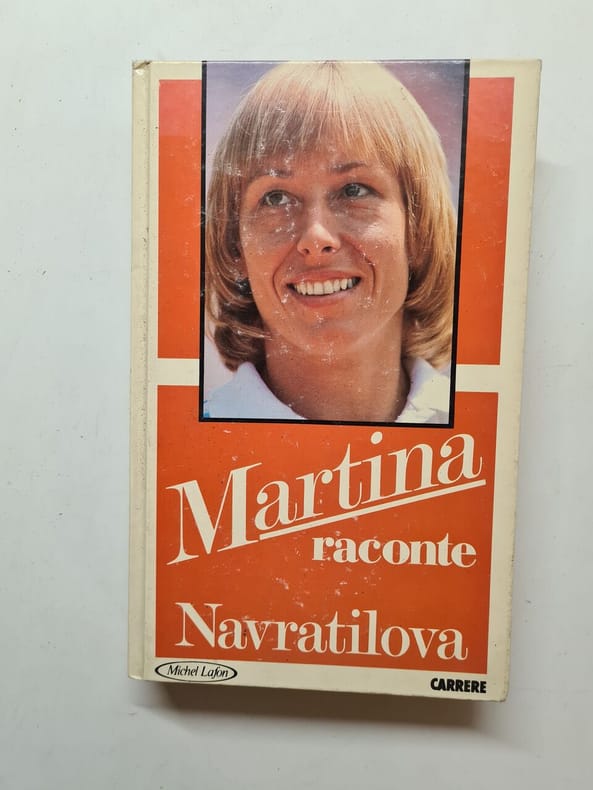 Martina
raconte
Navratilova
Michel Lafon
CARRERE